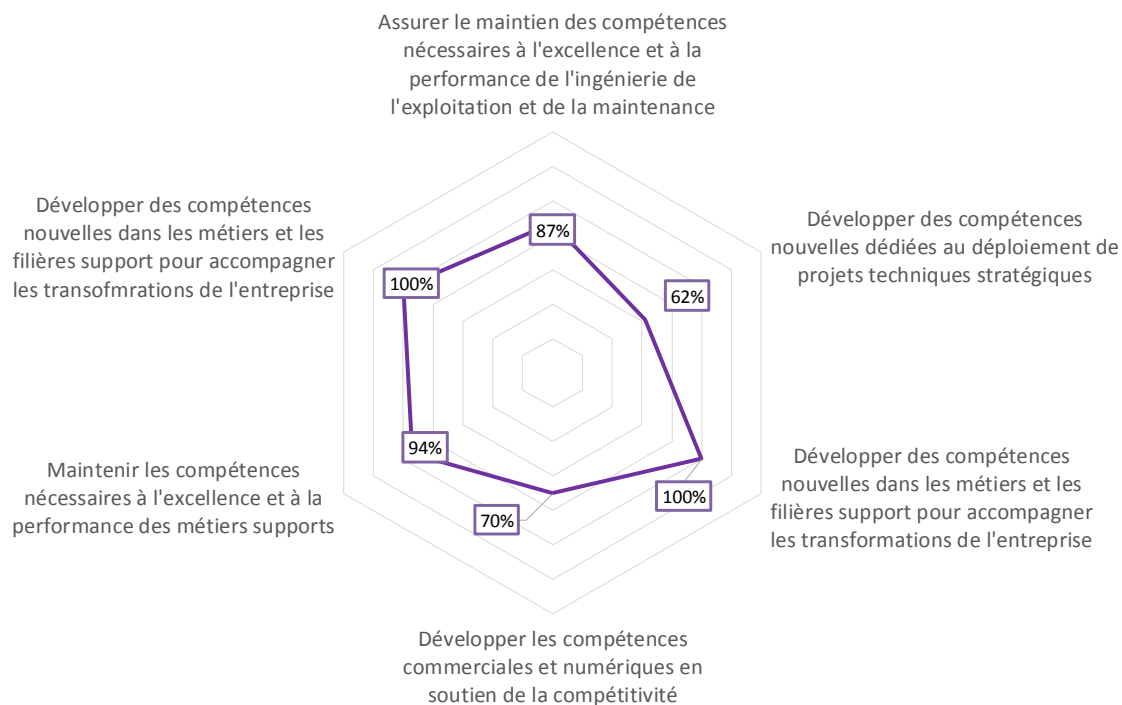 Assurer le maintien des compétences
nécessaires à l'excellence et à la
performance de l'ingénierie de
l'exploitation et de la maintenance
Développer des compétences
nouvelles dans les métiers et les
filières support pour accompagner
les transofmrations de l'entreprise
Développer des compétences
nouvelles dédiées au déploiement de
projets techniques stratégiques
87%
100%
62%
94%
100%
70%
Maintenir les compétences
nécessaires à l'excellence et à la
performance des métiers supports
Développer des compétences
nouvelles dans les métiers et les
filières support pour accompagner
les transformations de l'entreprise
Développer les compétences
commerciales et numériques en
soutien de la compétitivité